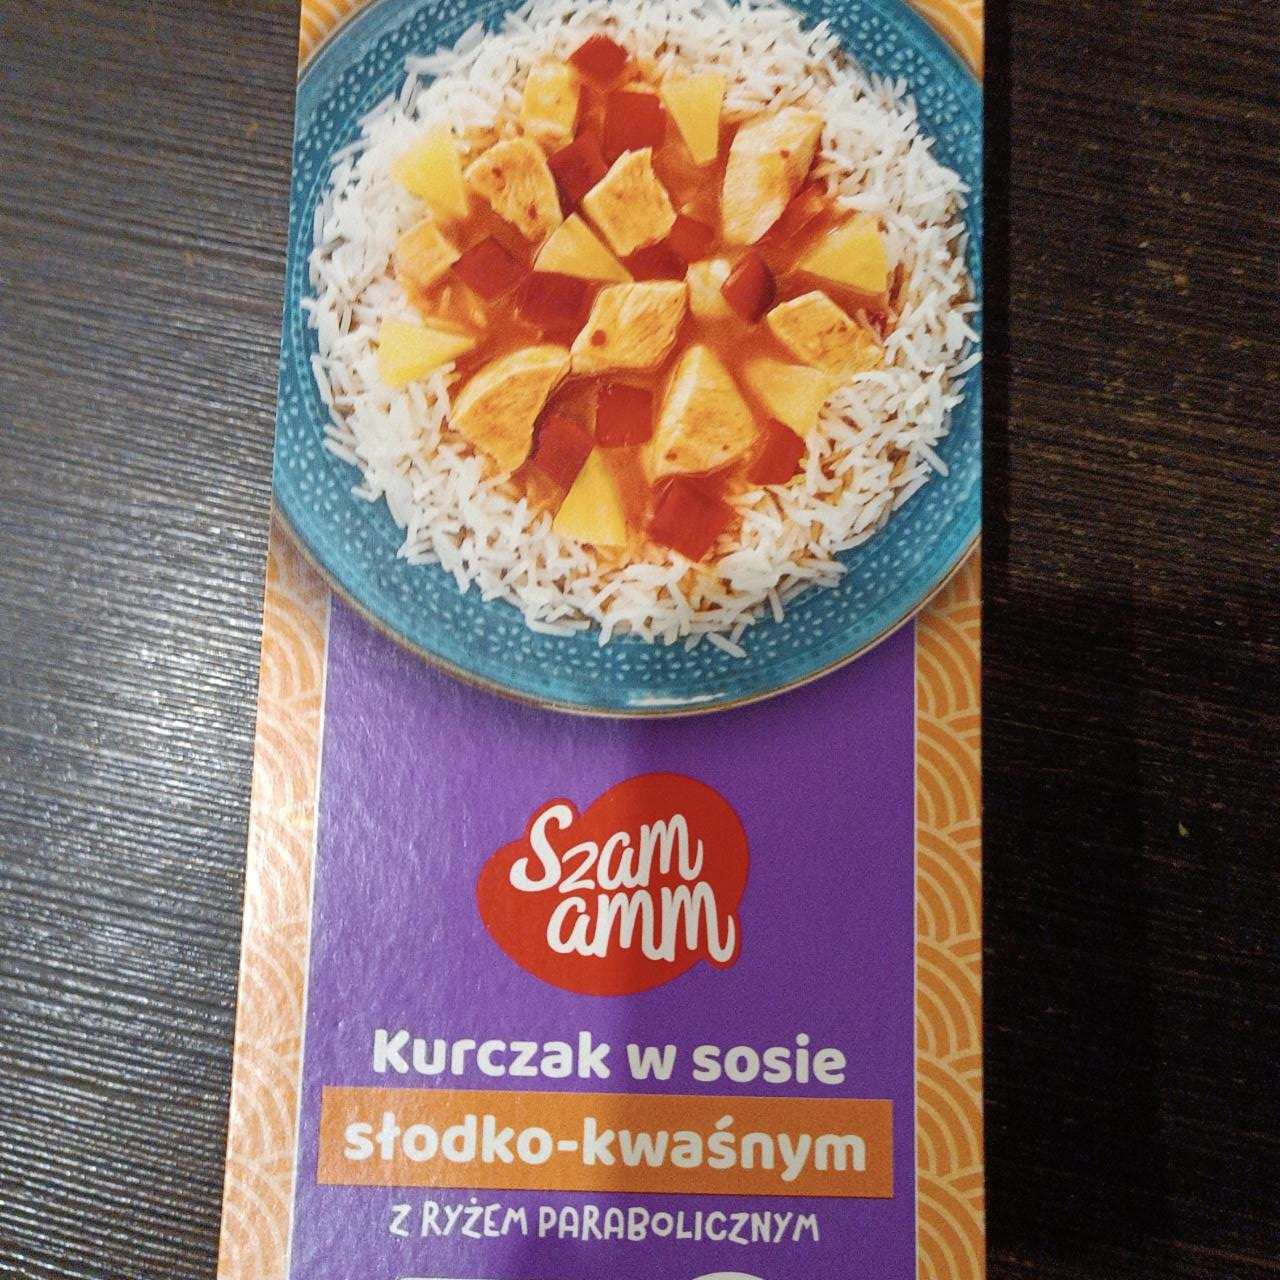 Szam
amm
Kurczak w sosie
słodko-kwaśnym
Z RYŻEM PARABOLICZNYM